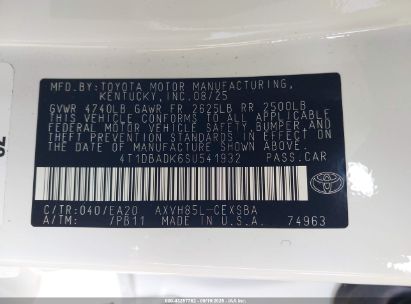 MFD.BY:TOYOTA MOTOR MANUFACTURING,
KENTUCKY,INC.08/25
GVWR 4740LB GAWR FR 2625LB RR 2500LB
THIS VEHICLE CONFORMS TO ALL APPLICABLE
FEDERAL MOTOR VEHICLE SAFETY, BUMPER, AND
THEFT PREVENTION STANDARDS IN EFFECT ON
THE DATE OF MANUFACTURE SHOWN ABOVE.
4T1DBADK6SU541932 PASS.CAR
C/TR:040/EA20 AXVH85L-CEXSBA
A/TM: /PB11 MADE IN U.S.A. 74963
TOYOTA